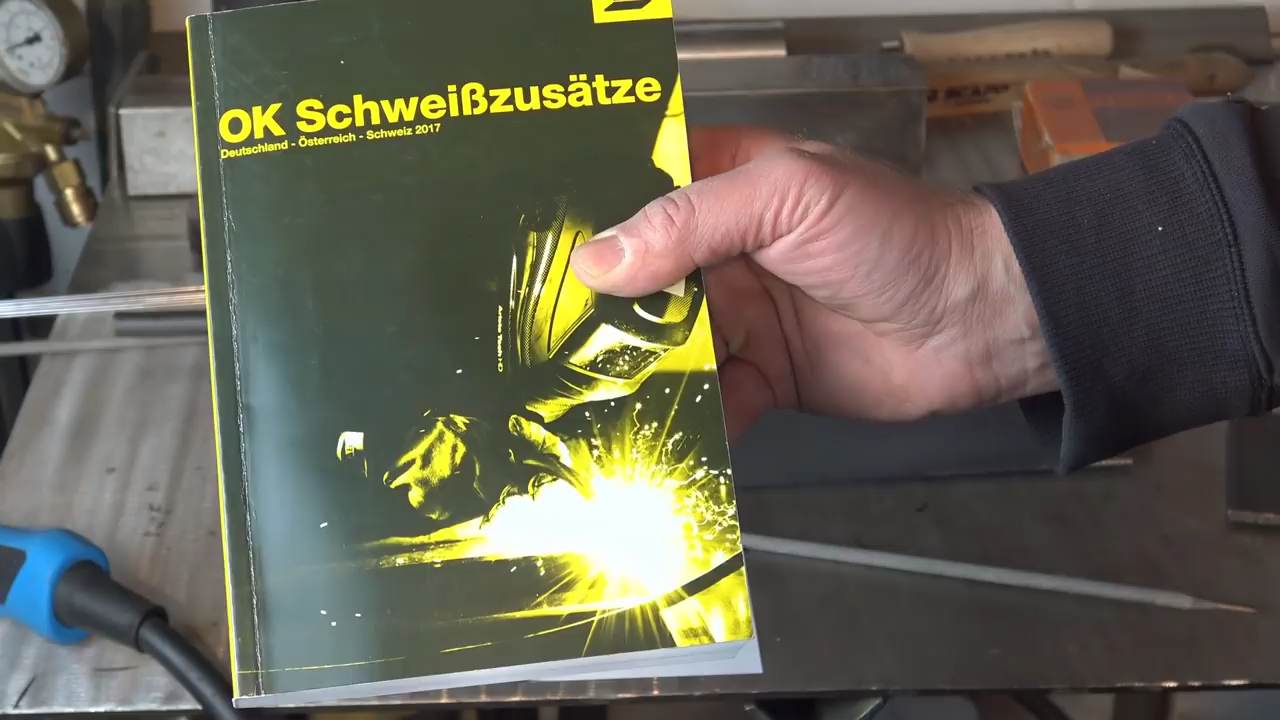 OK Schweißzusätze
Deutschland - Österreich - Schweiz 2017